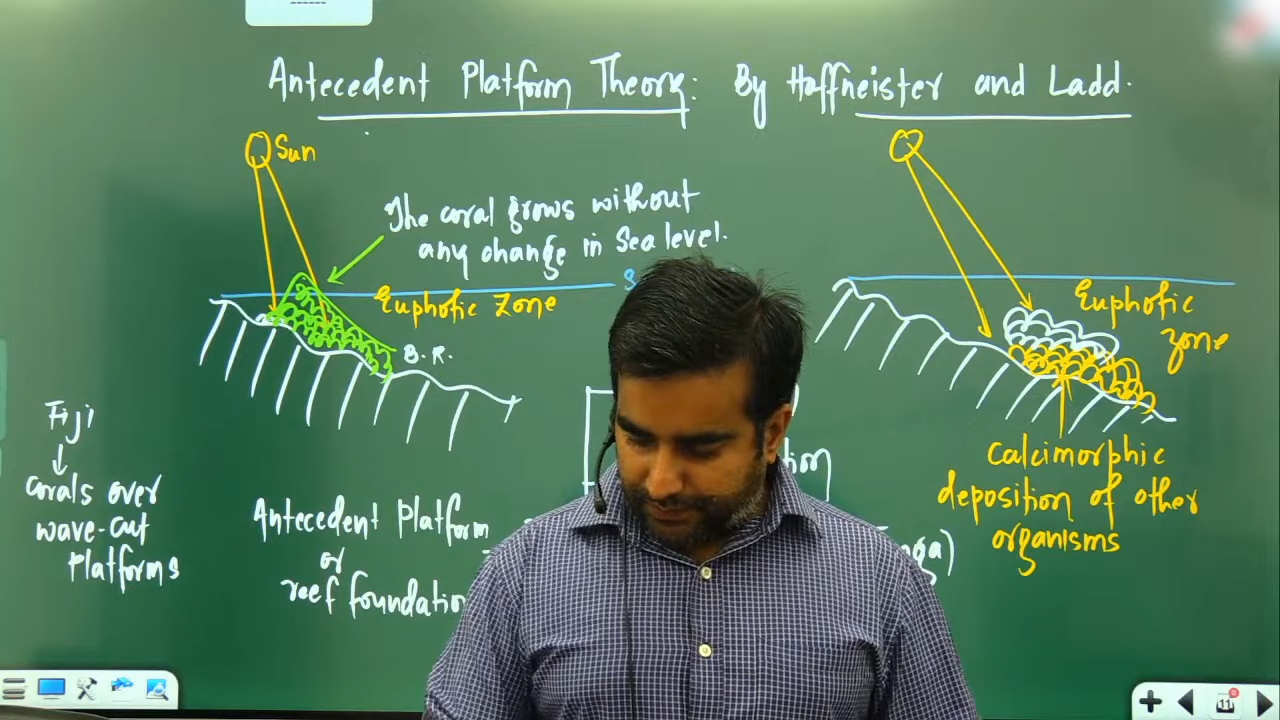 Antecedent Platform Theory: By Hoffneister and Ladd.
Sun
The coral grows without
any change in Sea level.
Euphotic Zone
B.R.
Fiji
Corals over
wave-cut
Platforms
Antecedent Platform
or
reef foundation
Euphotic
zone
Calcimorphic
deposition of other
organisms
11